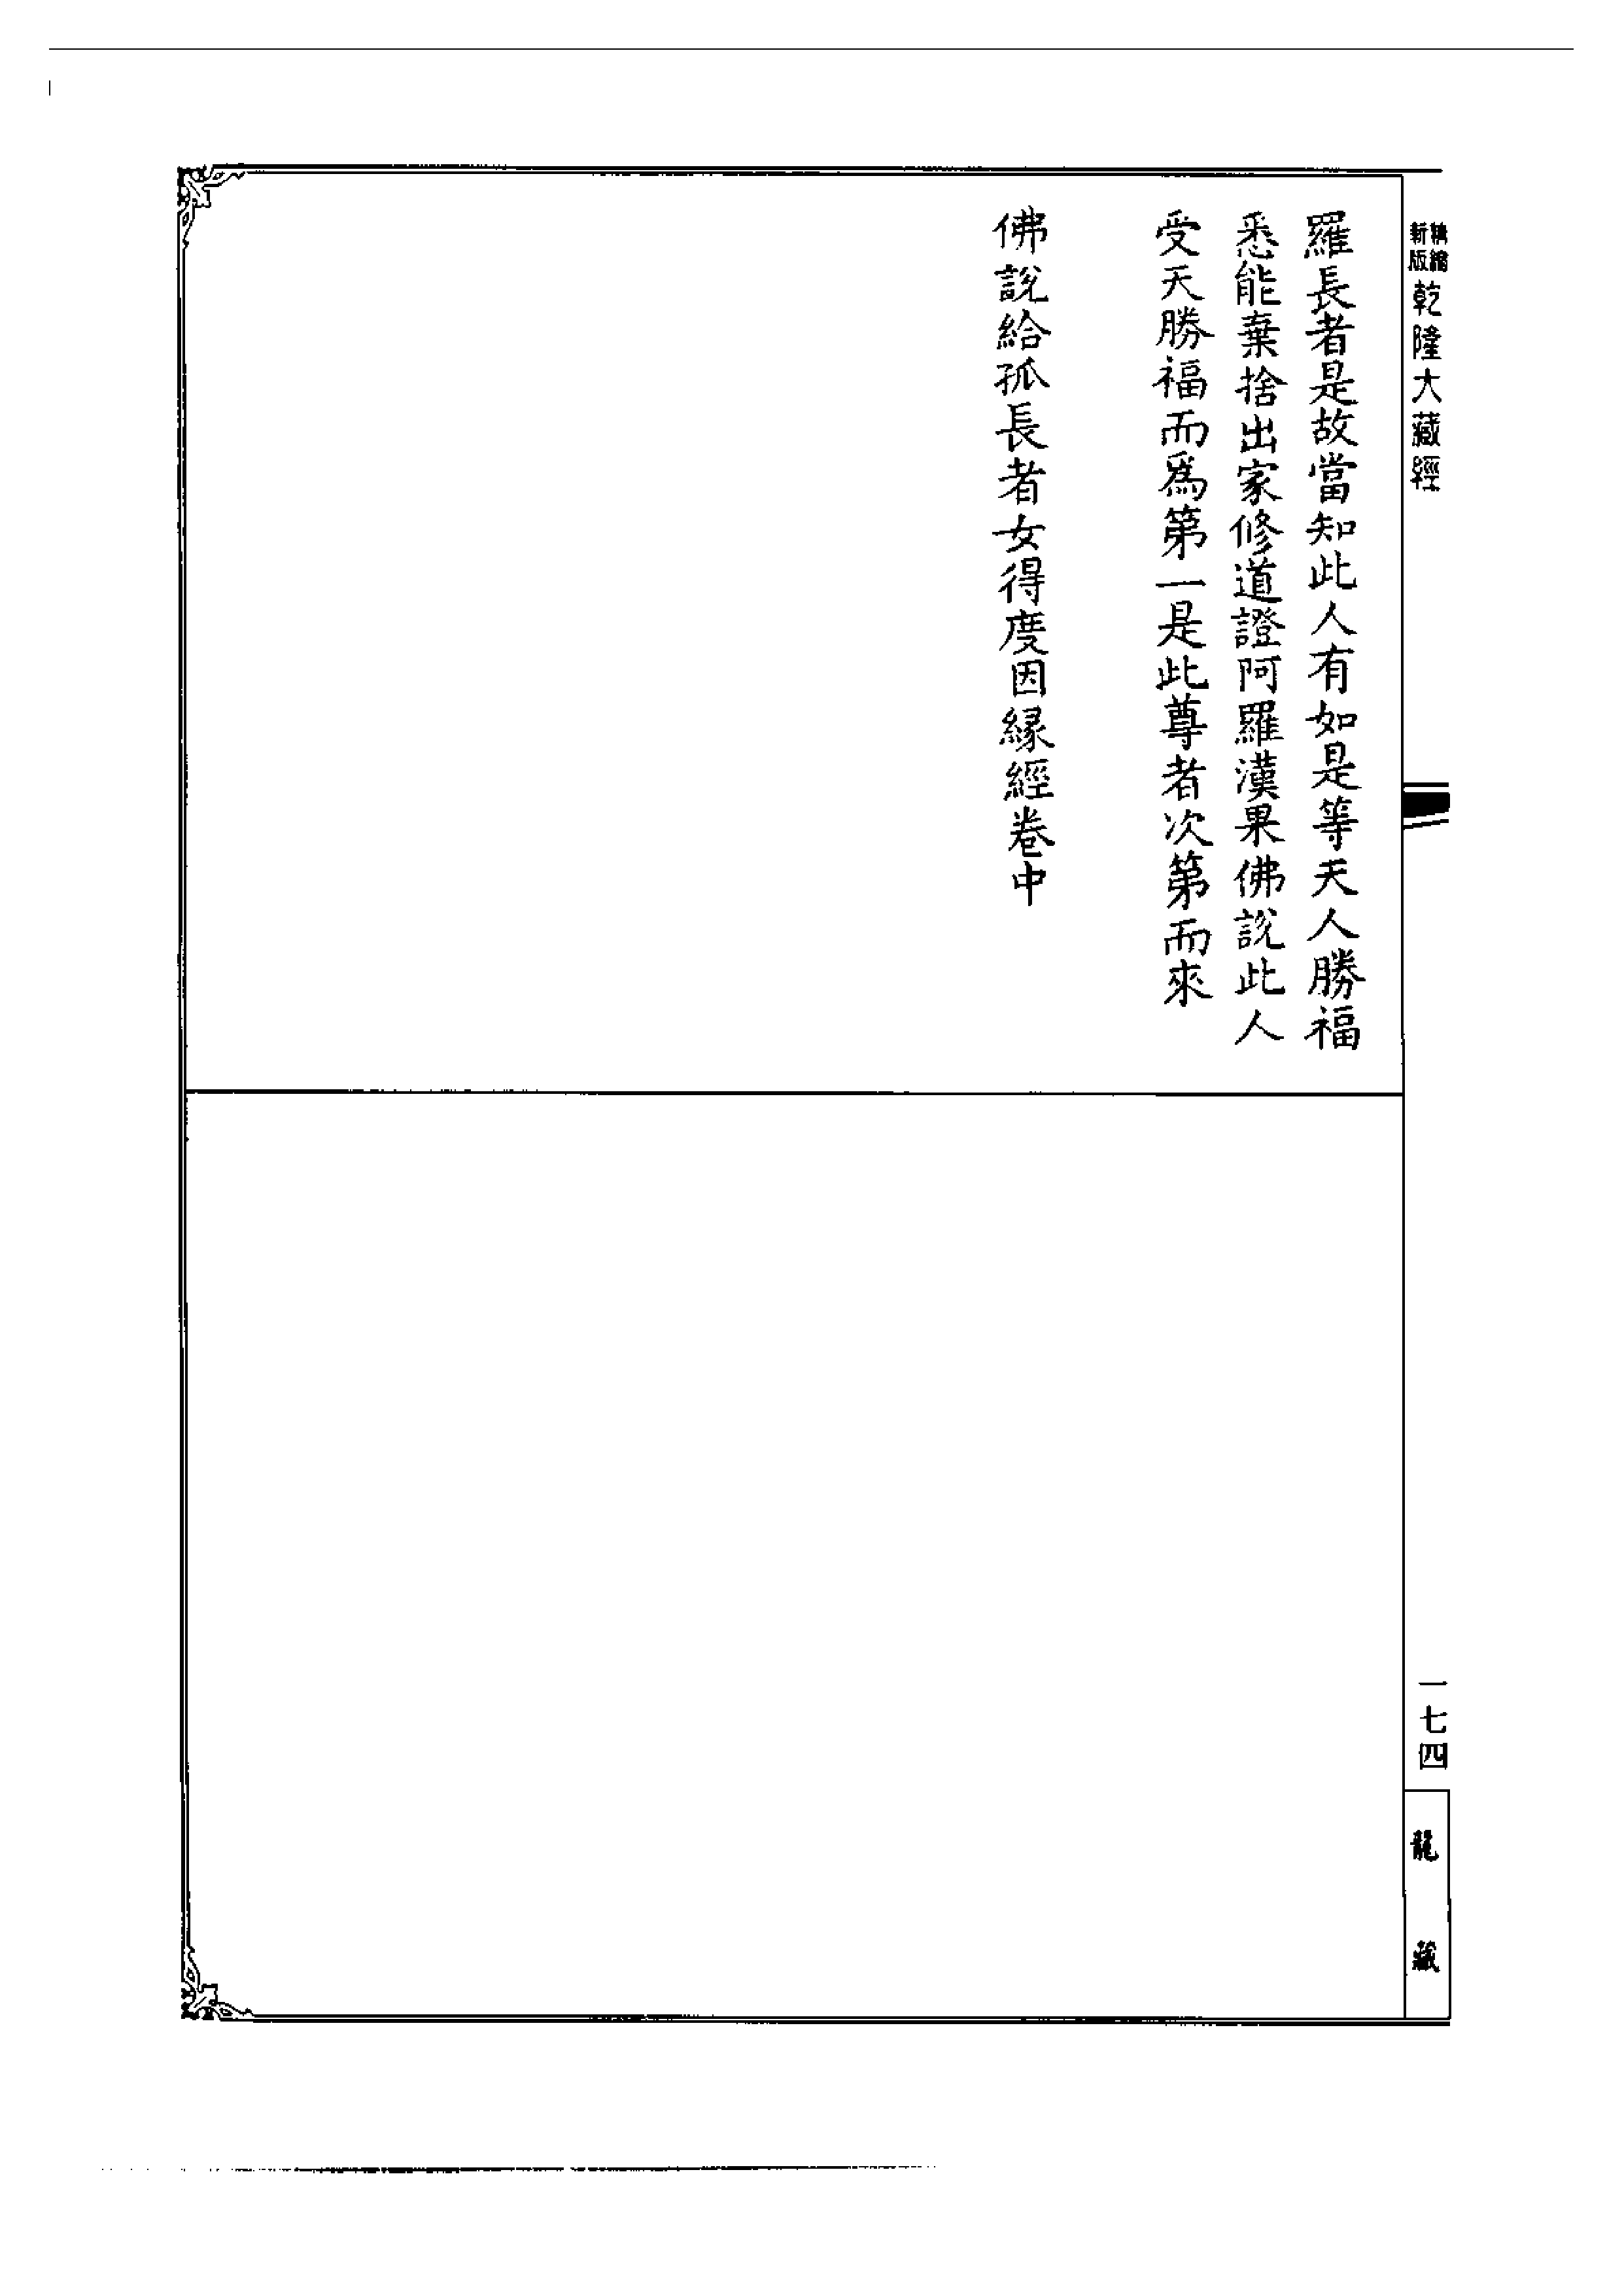 精縮新版乾隆大藏經
羅長者是故當知此人有如是等天人勝福
悉能棄捨出家修道證阿羅漢果佛說此人
受天勝福而爲第一是此尊者次第而來
佛說給孤長者女得度因緣經卷中
一七四
龍藏